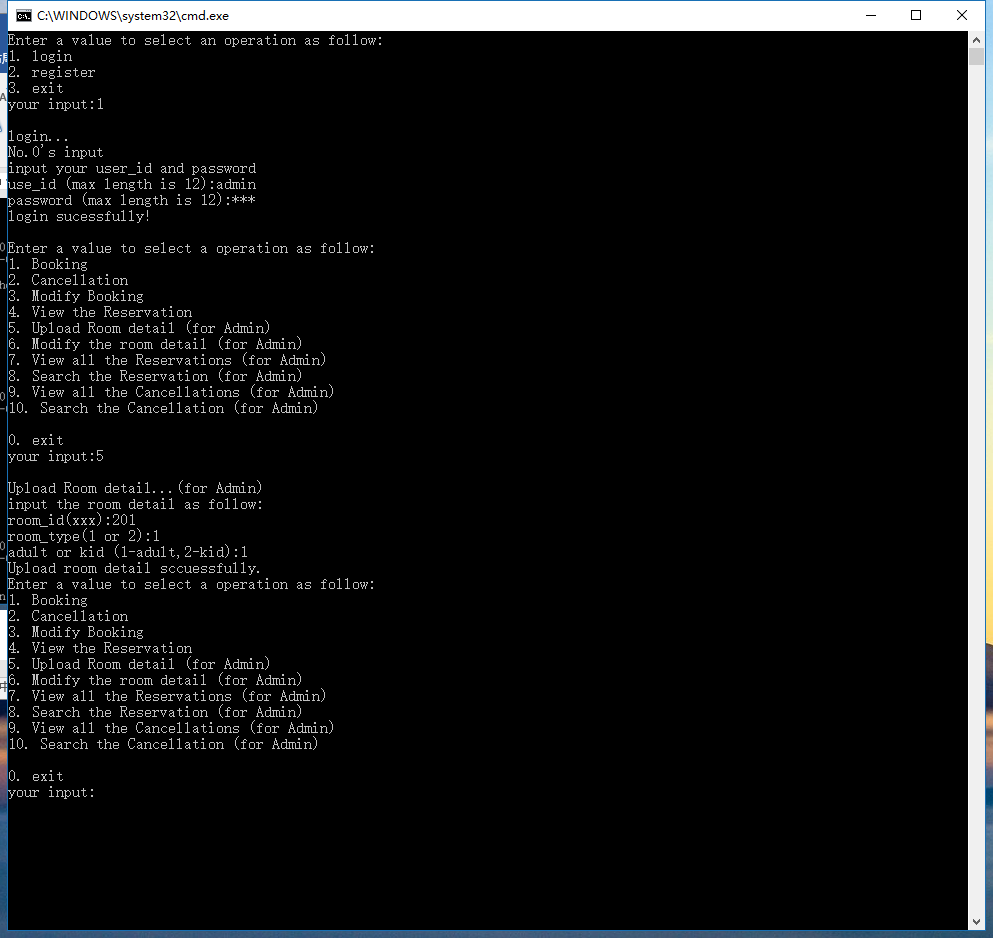 C:\WINDOWS\system32\cmd.exe
Enter a value to select an operation as follow:
1. login
2. register
3. exit
your input:1
login...
No.0's input
input your user_id and password
use_id (max length is 12):admin
password (max length is 12):***
login sucessfully!
Enter a value to select a operation as follow:
1. Booking
2. Cancellation
3. Modify Booking
4. View the Reservation
5. Upload Room detail (for Admin)
6. Modify the room detail (for Admin)
7. View all the Reservations (for Admin)
8. Search the Reservation (for Admin)
9. View all the Cancellations (for Admin)
10. Search the Cancellation (for Admin)
0. exit
your input:5
Upload Room detail...(for Admin)
input the room detail as follow:
room_id(xxx):201
room_type(1 or 2):1
adult or kid (1-adult,2-kid):1
Upload room detail sccuessfully.
Enter a value to select a operation as follow:
1. Booking
2. Cancellation
3. Modify Booking
4. View the Reservation
5. Upload Room detail (for Admin)
6. Modify the room detail (for Admin)
7. View all the Reservations (for Admin)
8. Search the Reservation (for Admin)
9. View all the Cancellations (for Admin)
10. Search the Cancellation (for Admin)
0. exit
your input: